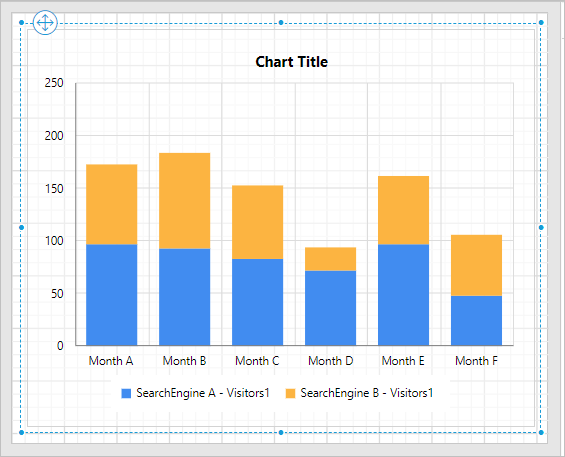 Chart Title
250
200
150
100
50
0
Month A Month B Month C Month D Month E Month F
SearchEngine A - Visitors1 SearchEngine B - Visitors1